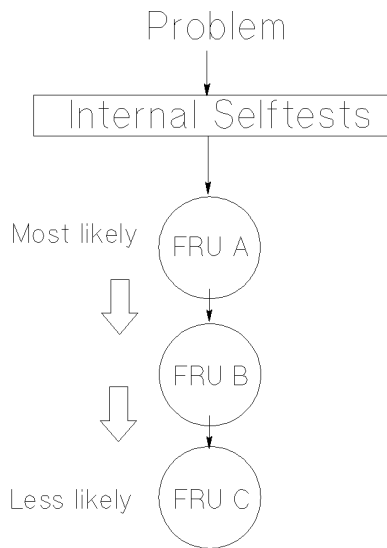 Problem
Internal Selftests
Most likely
FRU A
FRU B
Less likely
FRU C